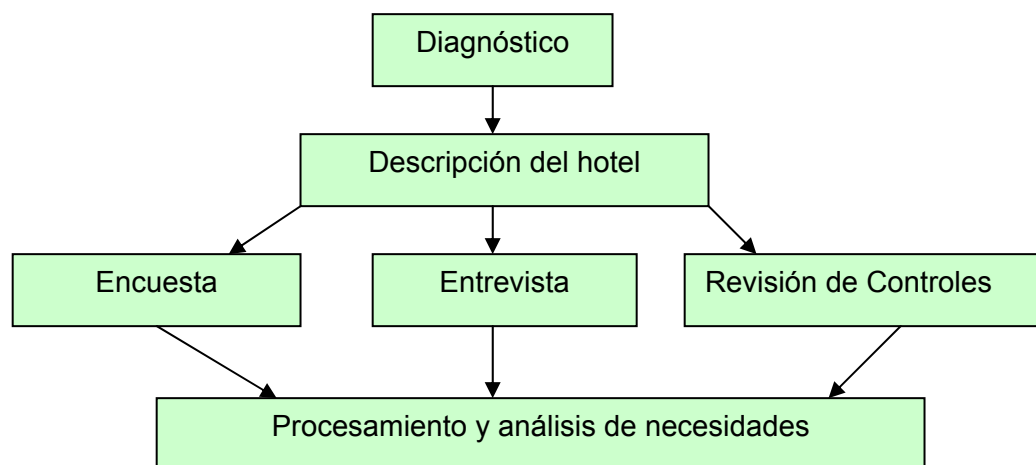 Diagnóstico
Descripción del hotel
Encuesta
Entrevista
Revisión de Controles
Procesamiento y análisis de necesidades